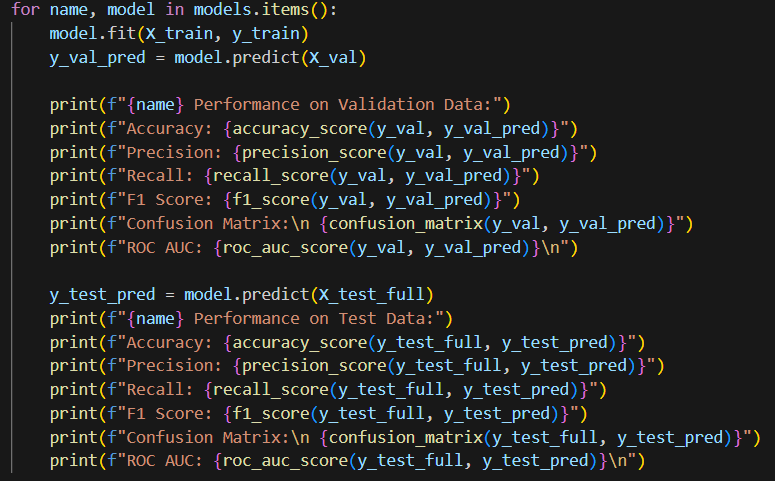 for name, model in models.items():
    model.fit(X_train, y_train)
    y_val_pred = model.predict(X_val)

    print(f"{name} Performance on Validation Data:")
    print(f"Accuracy: {accuracy_score(y_val, y_val_pred)}")
    print(f"Precision: {precision_score(y_val, y_val_pred)}")
    print(f"Recall: {recall_score(y_val, y_val_pred)}")
    print(f"F1 Score: {f1_score(y_val, y_val_pred)}")
    print(f"Confusion Matrix:\n {confusion_matrix(y_val, y_val_pred)}")
    print(f"ROC AUC: {roc_auc_score(y_val, y_val_pred)}\n")

    y_test_pred = model.predict(X_test_full)
    print(f"{name} Performance on Test Data:")
    print(f"Accuracy: {accuracy_score(y_test_full, y_test_pred)}")
    print(f"Precision: {precision_score(y_test_full, y_test_pred)}")
    print(f"Recall: {recall_score(y_test_full, y_test_pred)}")
    print(f"F1 Score: {f1_score(y_test_full, y_test_pred)}")
    print(f"Confusion Matrix:\n {confusion_matrix(y_test_full, y_test_pred)}")
    print(f"ROC AUC: {roc_auc_score(y_test_full, y_test_pred)}\n")